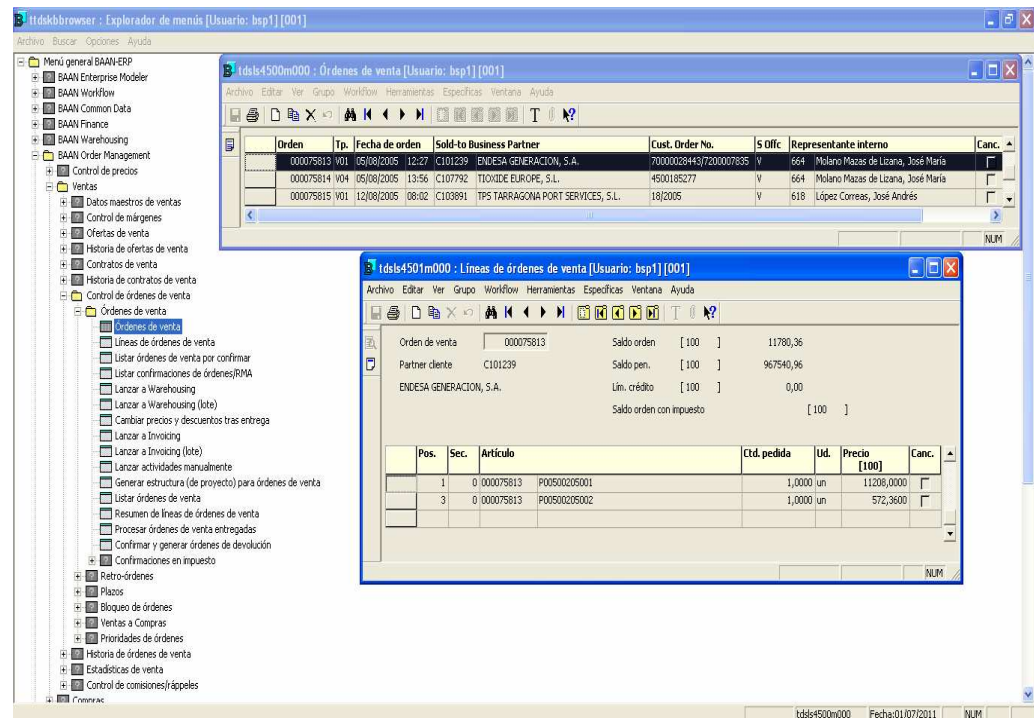 ttdskbbrowser : Explorador de menús [Usuario: bsp1] [001]
Archivo Buscar Opciones Ayuda
Menú general BAAN-ERP
BAAN Enterprise Modeler
BAAN Workflow
BAAN Common Data
BAAN Finance
BAAN Warehousing
BAAN Order Management
Control de precios
Ventas
Datos maestros de ventas
Control de márgenes
Ofertas de venta
Historia de ofertas de venta
Contratos de venta
Historia de contratos de venta
Control de órdenes de venta
Órdenes de venta
Órdenes de venta
Líneas de órdenes de venta
Listar órdenes de venta por confirmar
Listar confirmaciones de órdenes/RMA
Lanzar a Warehousing
Lanzar a Warehousing (lote)
Cambiar precios y descuentos tras entrega
Lanzar a Invoicing
Lanzar a Invoicing (lote)
Lanzar actividades manualmente
Generar estructura (de proyecto) para órdenes de venta
Listar órdenes de venta
Resumen de líneas de órdenes de venta
Procesar órdenes de venta entregadas
Confirmar y generar órdenes de devolución
Confirmaciones en impuesto
Retro-órdenes
Plazos
Bloqueo de órdenes
Ventas a Compras
Prioridades de órdenes
Historia de órdenes de venta
Estadísticas de venta
Control de comisiones/ráppeles
Compras
tdsls4500m000 : Órdenes de venta [Usuario: bsp1] [001]
Archivo Editar Ver Grupo Workflow Herramientas Específicas Ventana Ayuda
Orden Tp. Fecha de orden Sold-to Business Partner Cust. Order No. S Offc Representante interno Canc.
000075813 V01 05/08/2005 12:27 C101239 ENDESA GENERACION, S.A. 70000028443/7200007835 V 664 Molano Mazas de Lizana, José María
000075814 V04 05/08/2005 13:56 C107792 TIOXIDE EUROPE, S.L. 4500185277 V 664 Molano Mazas de Lizana, José María
000075815 V01 12/08/2005 08:02 C103891 TPS TARRAGONA PORT SERVICES, S.L. 18/2005 V 618 López Correas, José Andrés
NUM
tdsls4501m000 : Líneas de órdenes de venta [Usuario: bsp1] [001]
Archivo Editar Ver Grupo Workflow Herramientas Específicas Ventana Ayuda
Orden de venta 000075813 Saldo orden [ 100 ] 11780,36
Partner cliente C101239 Saldo pen. [ 100 ] 967540,96
ENDESA GENERACION, S.A. Lím. crédito [ 100 ] 0,00
Saldo orden con impuesto [ 100 ]
Pos. Sec. Artículo Ctd. pedida Ud. Precio [100] Canc.
1 0 000075813 P00500205001 1,0000 un 11208,0000
3 0 000075813 P00500205002 1,0000 un 572,3600
NUM
tdsls4500m000 Fecha:01/07/2011 NUM